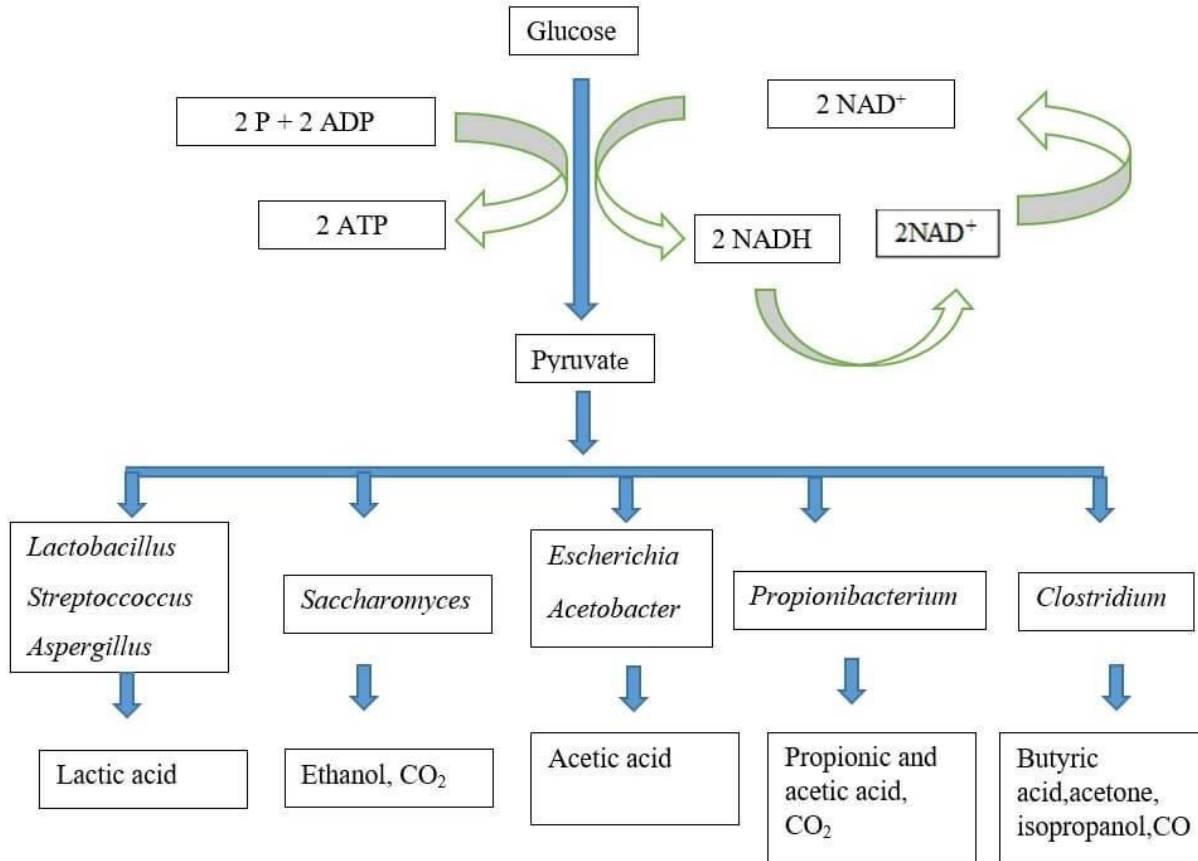 Glucose
2 P + 2 ADP
2 NAD⁺
2 ATP
2 NADH
2NAD⁺
Pyruvate
Lactobacillus
Streptoccoccus
Aspergillus
Saccharomyces
Escherichia
Acetobacter
Propionibacterium
Clostridium
Lactic acid
Ethanol, CO₂
Acetic acid
Propionic and
acetic acid,
CO₂
Butyric
acid,acetone,
isopropanol,CO